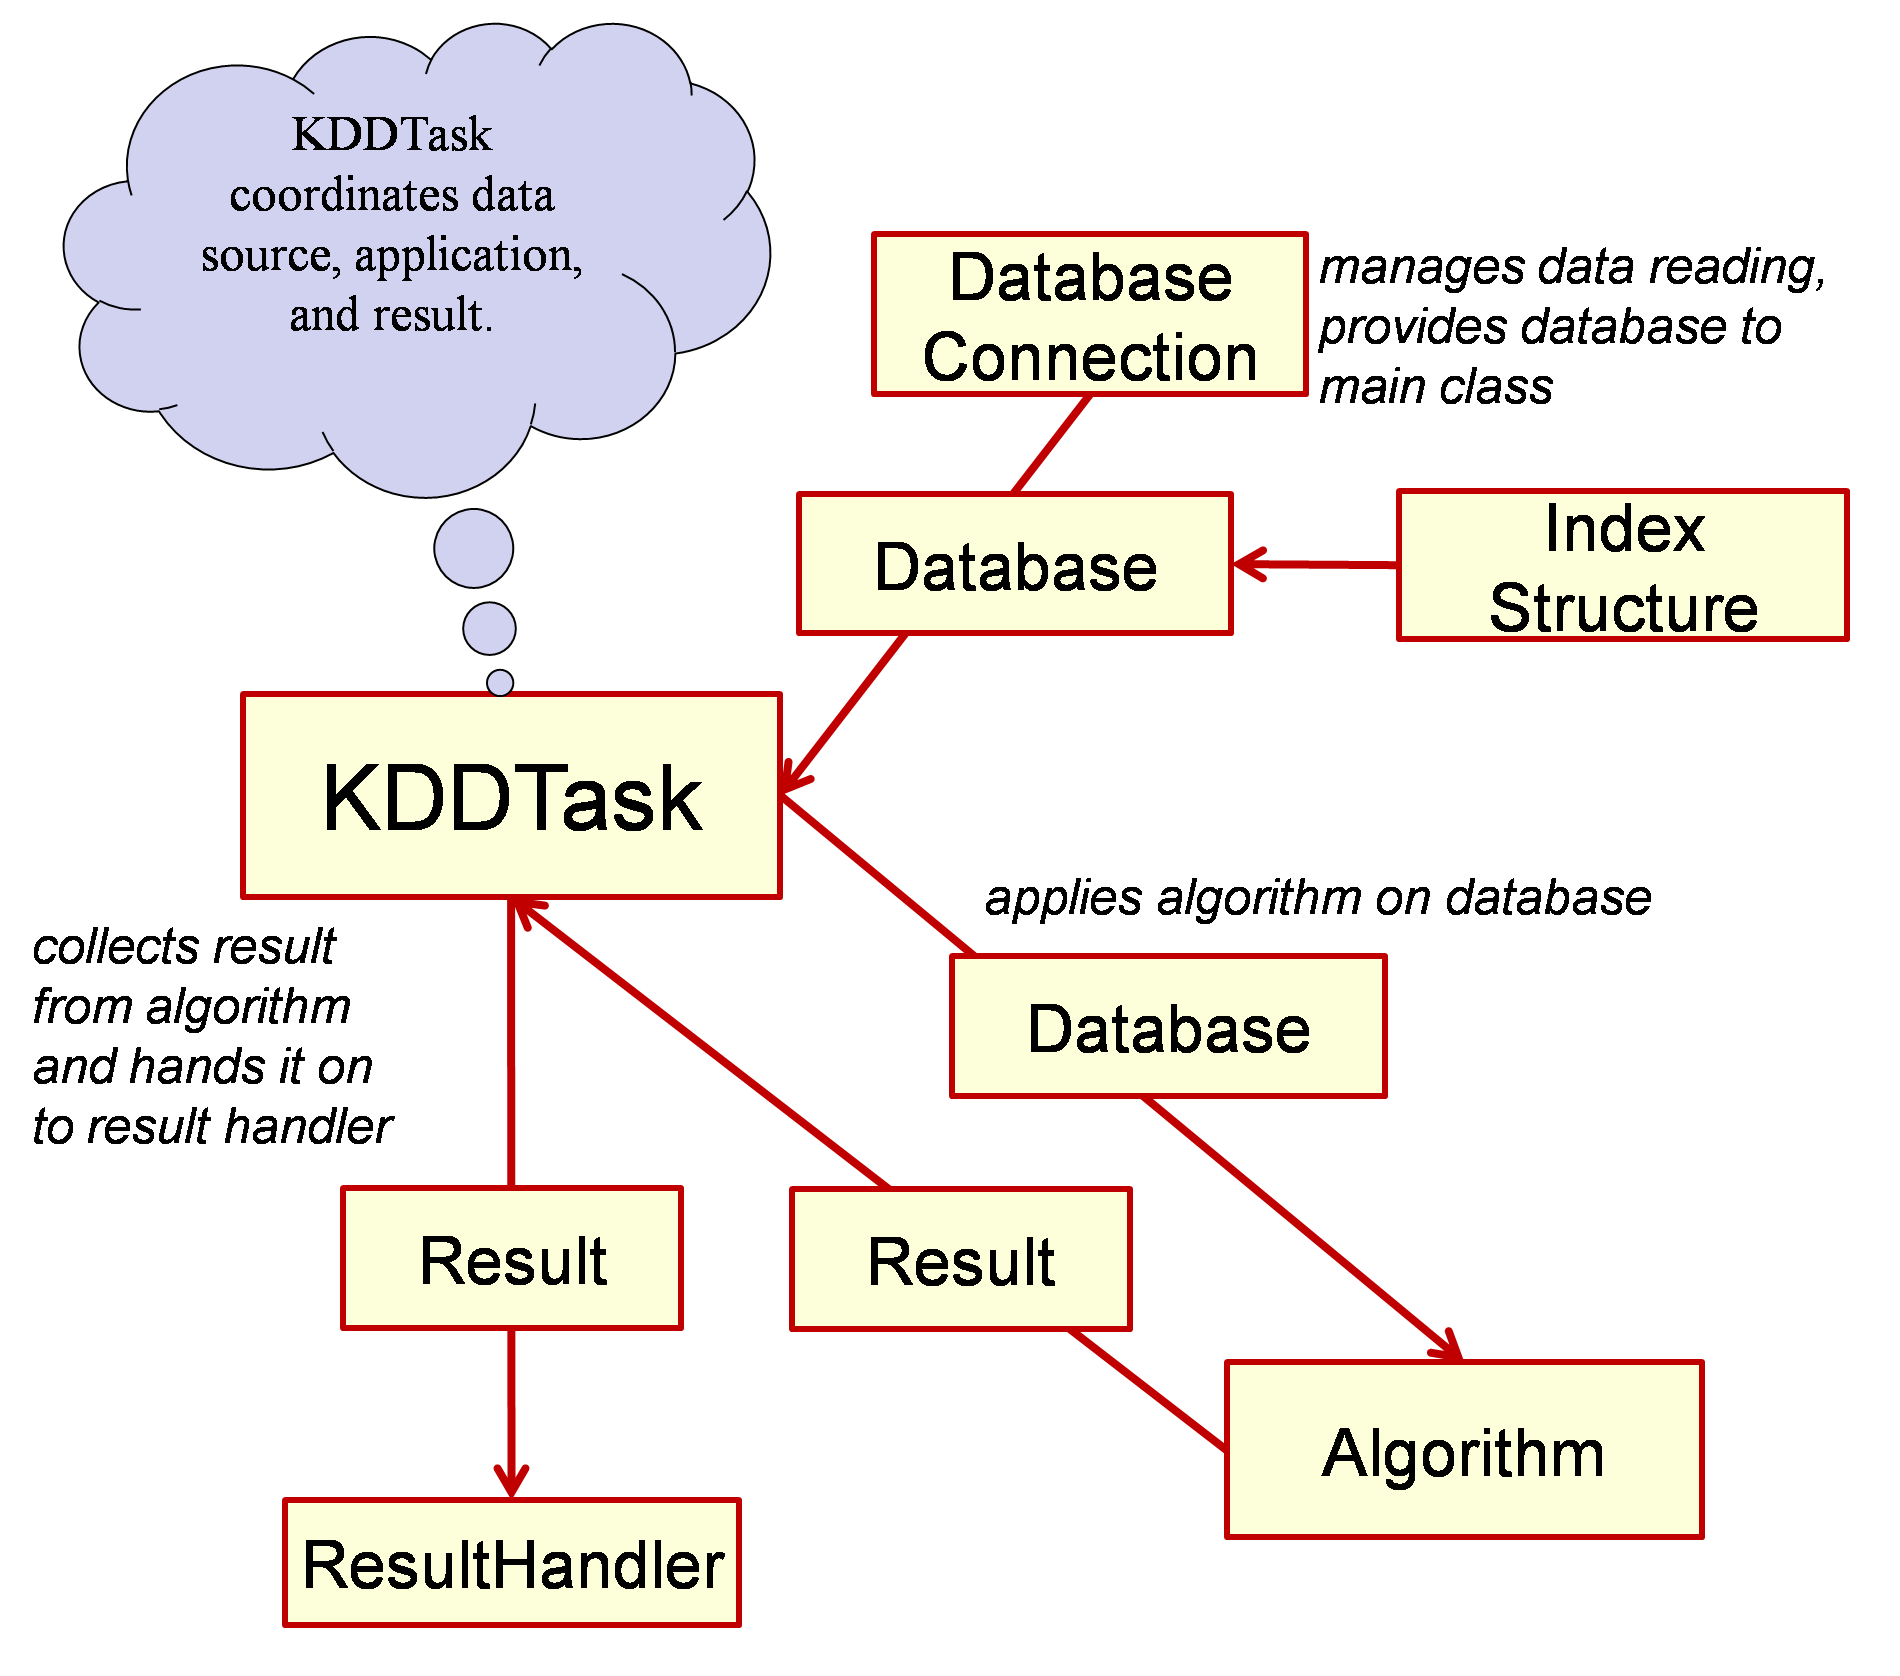 KDDTask
coordinates data
source, application,
and result.
Database
Connection
manages data reading,
provides database to
main class
Database
Index
Structure
KDDTask
applies algorithm on database
collects result
from algorithm
and hands it on
to result handler
Database
Result
Result
Algorithm
ResultHandler